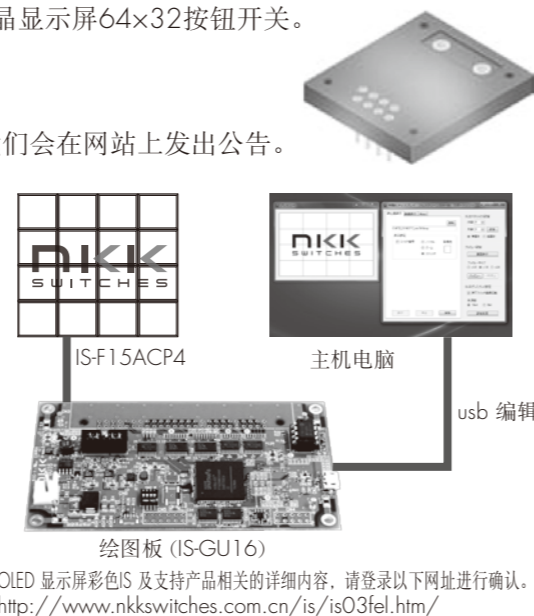 晶显示屏64×32按钮开关。
们会在网站上发出公告。
NKK
SWITCHES
NKK
SWITCHES
IS-F15ACP4
主机电脑
usb 编辑
绘图板 (IS-GU16)
OLED 显示屏彩色IS 及支持产品相关的详细内容，请登录以下网址进行确认。
http://www.nkkswitches.com.cn/is/is03fel.htm/